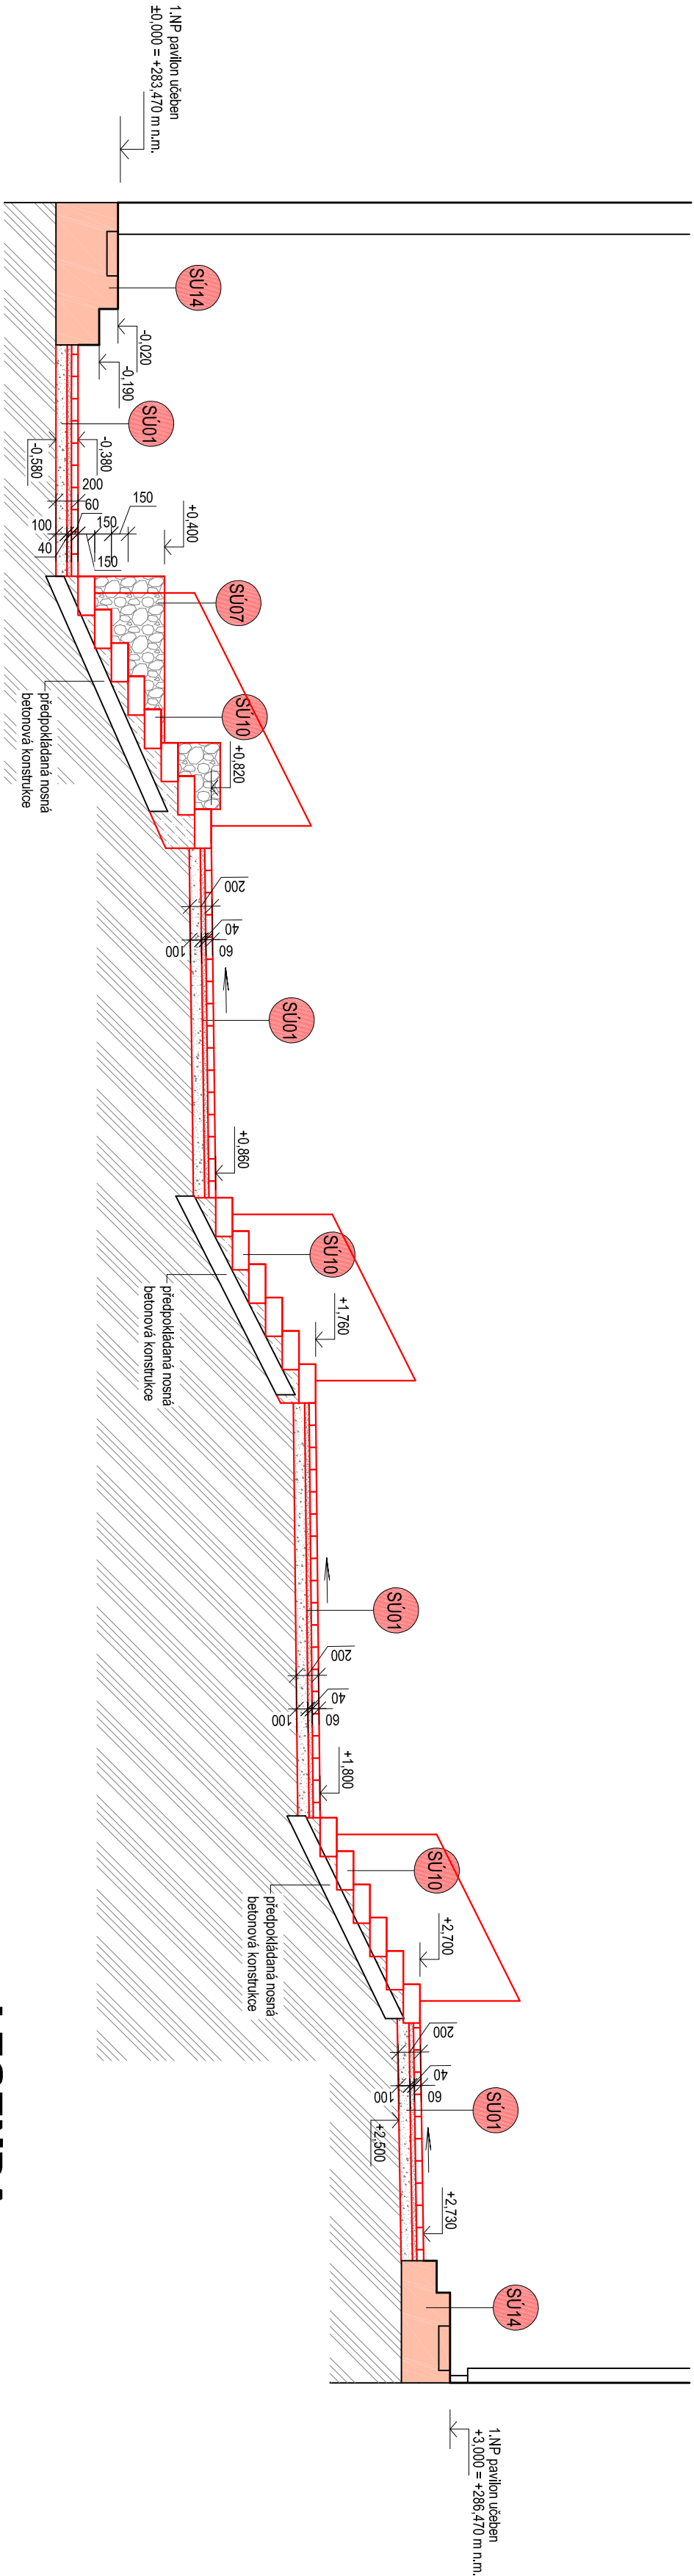 1.NP pavilon učeben
±0,000 = +283,470 m n.m.
SÚ14
-0,020
-0,190
SÚ01
-0,380
-0,580
200
60
100
40
150
150
150
+0,400
SÚ07
SÚ10
+0,820
předpokládaná nosná
betonová konstrukce
200
40
60
100
SÚ01
+0,860
SÚ10
+1,760
předpokládaná nosná
betonová konstrukce
SÚ01
200
40
60
100
+1,800
SÚ10
+2,700
předpokládaná nosná
betonová konstrukce
200
40
60
100
SÚ01
+2,500
+2,730
SÚ14
1.NP pavilon učeben
+3,000 = +286,470 m n.m.